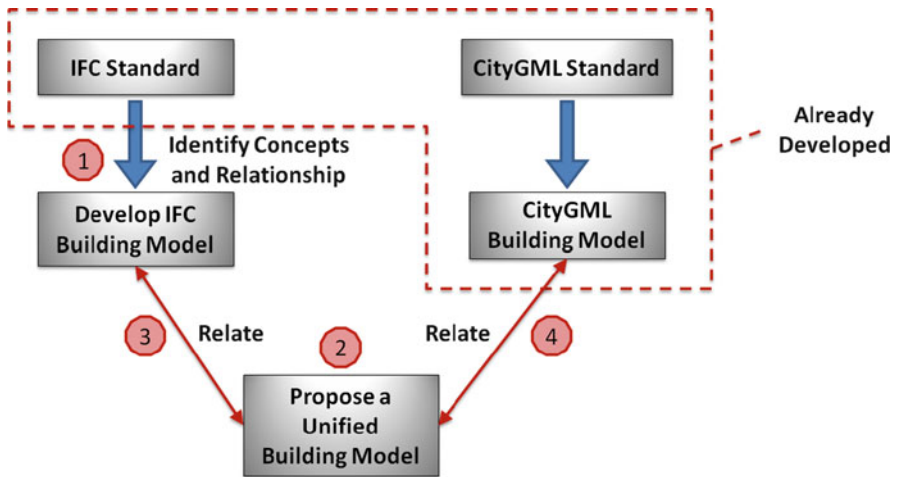 IFC Standard
CityGML Standard
Already
Developed
1
Identify Concepts
and Relationship
Develop IFC
Building Model
CityGML
Building Model
3
Relate
2
Relate
4
Propose a
Unified
Building Model